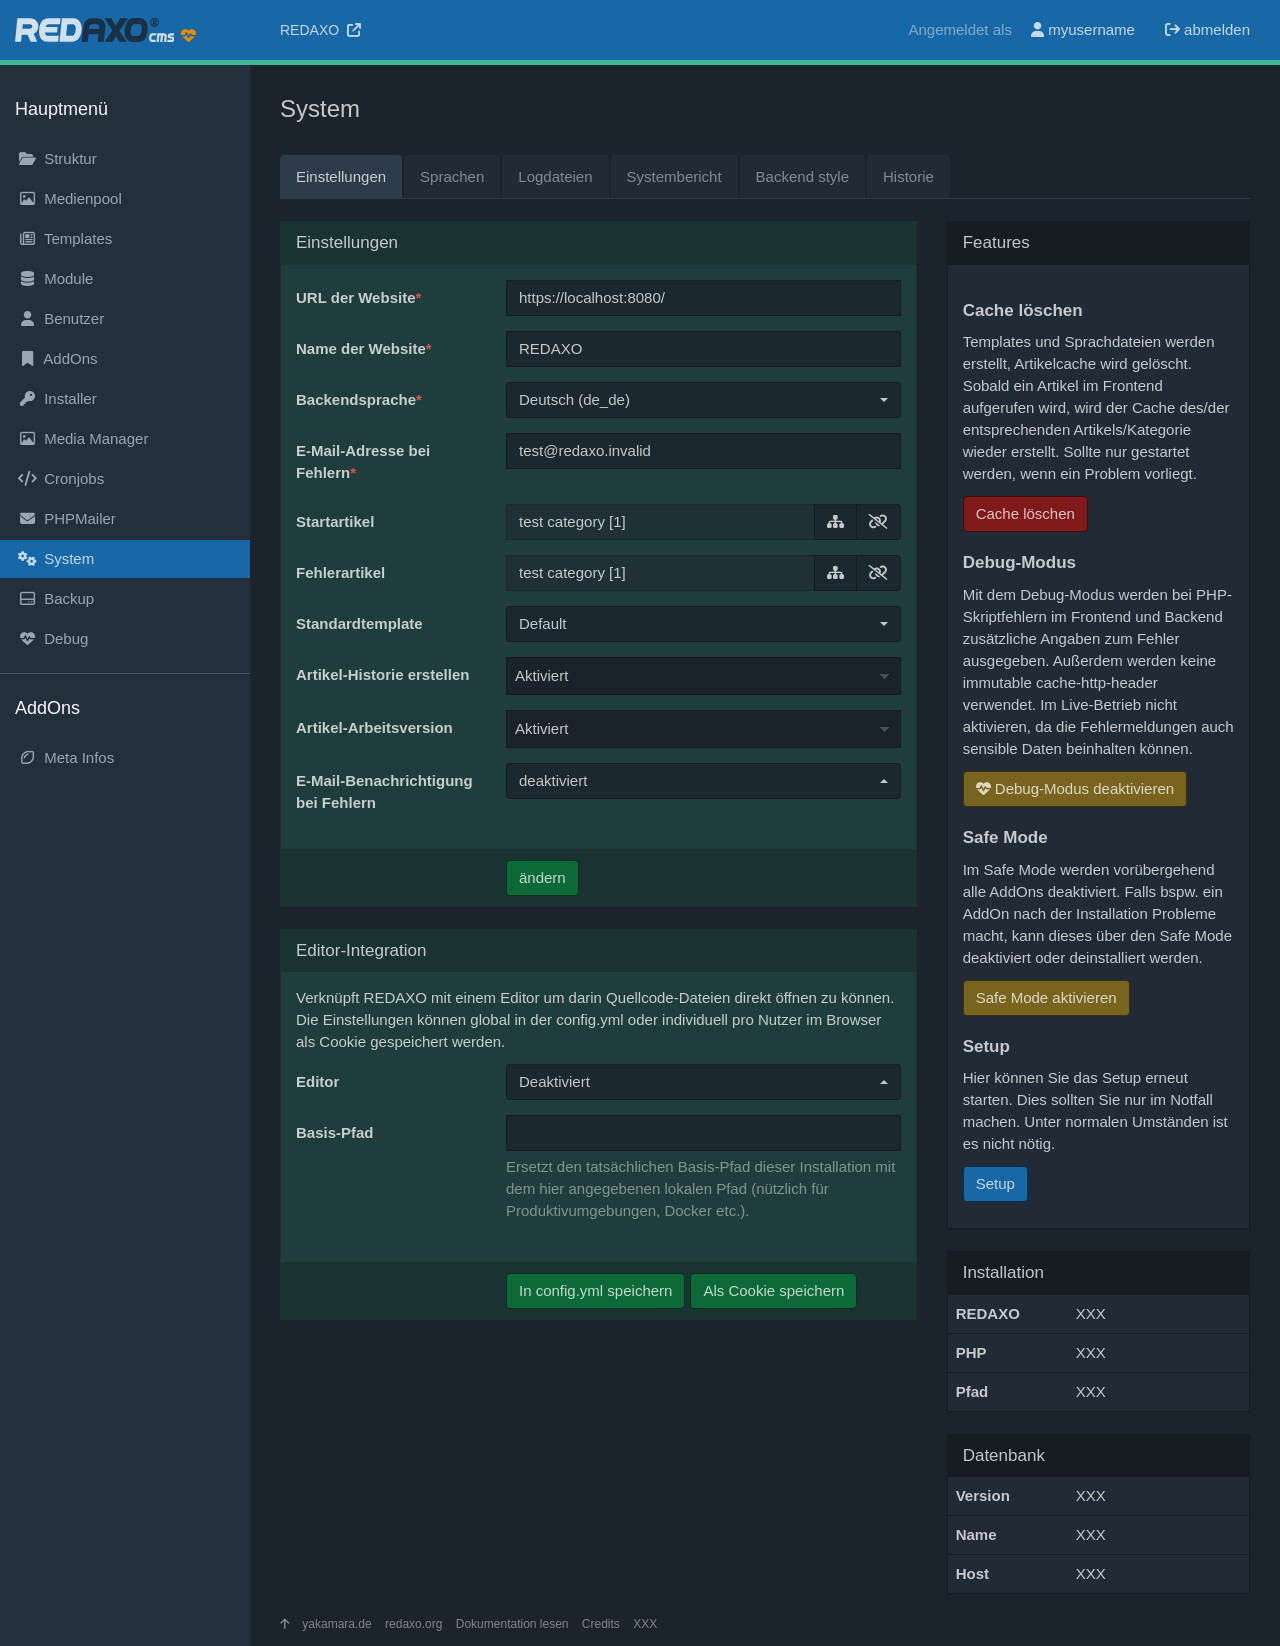 REDAXO® cms
REDAXO
Angemeldet als myusername abmelden
Hauptmenü
Struktur
Medienpool
Templates
Module
Benutzer
AddOns
Installer
Media Manager
Cronjobs
PHPMailer
System
Backup
Debug
AddOns
Meta Infos
System
Einstellungen Sprachen Logdateien Systembericht Backend style Historie
Einstellungen
URL der Website* https://localhost:8080/
Name der Website* REDAXO
Backendsprache* Deutsch (de_de)
E-Mail-Adresse bei Fehlern* test@redaxo.invalid
Startartikel test category [1]
Fehlerartikel test category [1]
Standardtemplate Default
Artikel-Historie erstellen Aktiviert
Artikel-Arbeitsversion Aktiviert
E-Mail-Benachrichtigung bei Fehlern deaktiviert
ändern
Editor-Integration
Verknüpft REDAXO mit einem Editor um darin Quellcode-Dateien direkt öffnen zu können.
Die Einstellungen können global in der config.yml oder individuell pro Nutzer im Browser
als Cookie gespeichert werden.
Editor Deaktiviert
Basis-Pfad
Ersetzt den tatsächlichen Basis-Pfad dieser Installation mit
dem hier angegebenen lokalen Pfad (nützlich für
Produktivumgebungen, Docker etc.).
In config.yml speichern Als Cookie speichern
Features
Cache löschen
Templates und Sprachdateien werden
erstellt, Artikelcache wird gelöscht.
Sobald ein Artikel im Frontend
aufgerufen wird, wird der Cache des/der
entsprechenden Artikels/Kategorie
wieder erstellt. Sollte nur gestartet
werden, wenn ein Problem vorliegt.
Cache löschen
Debug-Modus
Mit dem Debug-Modus werden bei PHP-
Skriptfehlern im Frontend und Backend
zusätzliche Angaben zum Fehler
ausgegeben. Außerdem werden keine
immutable cache-http-header
verwendet. Im Live-Betrieb nicht
aktivieren, da die Fehlermeldungen auch
sensible Daten beinhalten können.
Debug-Modus deaktivieren
Safe Mode
Im Safe Mode werden vorübergehend
alle AddOns deaktiviert. Falls bspw. ein
AddOn nach der Installation Probleme
macht, kann dieses über den Safe Mode
deaktiviert oder deinstalliert werden.
Safe Mode aktivieren
Setup
Hier können Sie das Setup erneut
starten. Dies sollten Sie nur im Notfall
machen. Unter normalen Umständen ist
es nicht nötig.
Setup
Installation
REDAXO XXX
PHP XXX
Pfad XXX
Datenbank
Version XXX
Name XXX
Host XXX
yakamara.de redaxo.org Dokumentation lesen Credits XXX